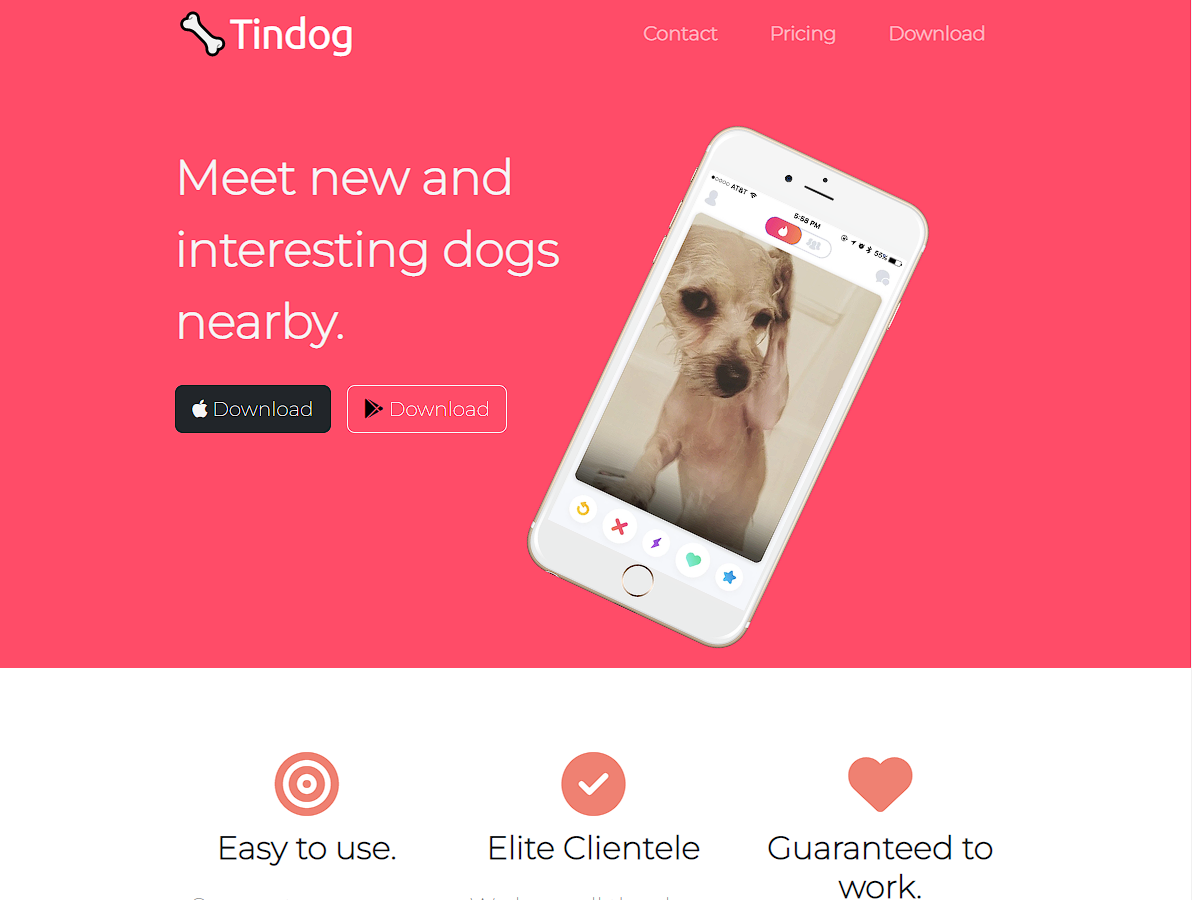 Tindog
Contact Pricing Download
Meet new and
interesting dogs
nearby.
Download Download
AT&T
5:58 PM
55%
Easy to use.
Elite Clientele
Guaranteed to
work.